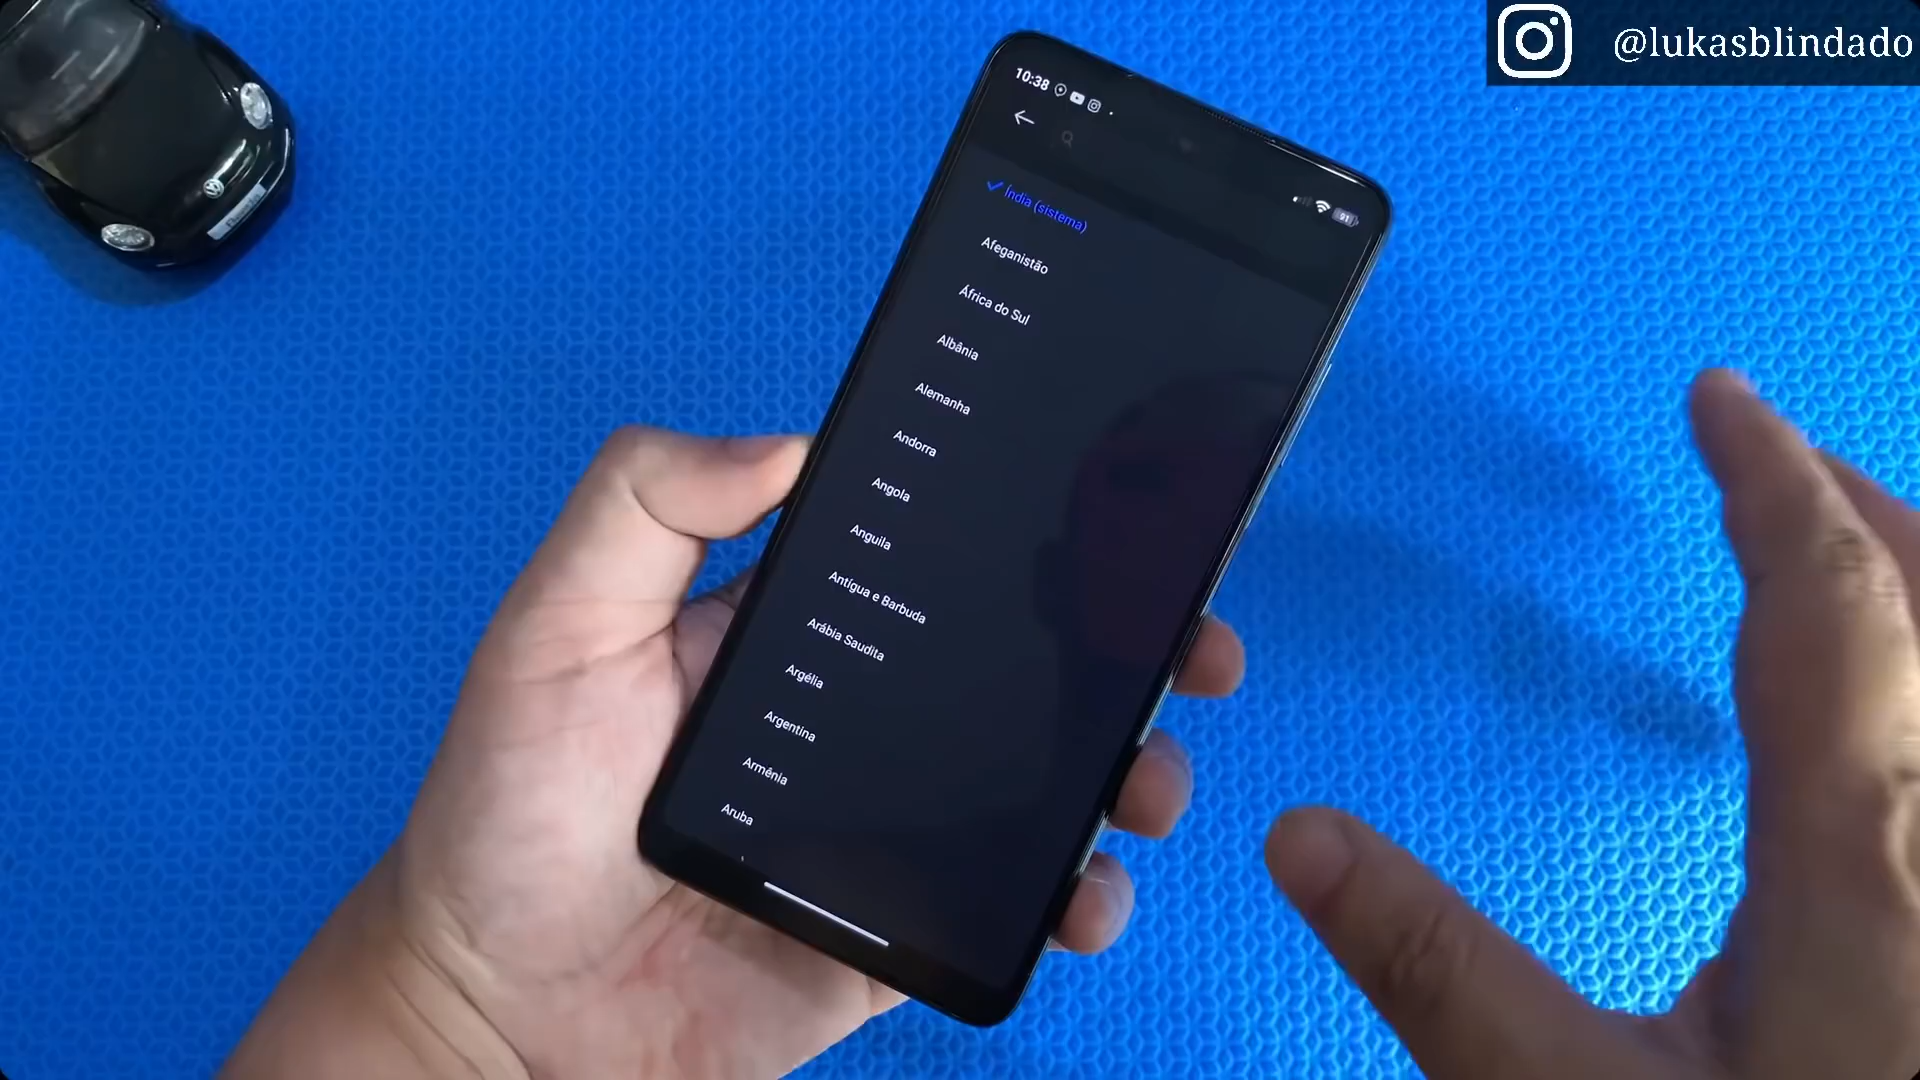 @lukasblindado
10:38
91
Índia (sistema)
Afeganistão
África do Sul
Albânia
Alemanha
Andorra
Angola
Anguila
Antígua e Barbuda
Arábia Saudita
Argélia
Argentina
Armênia
Aruba